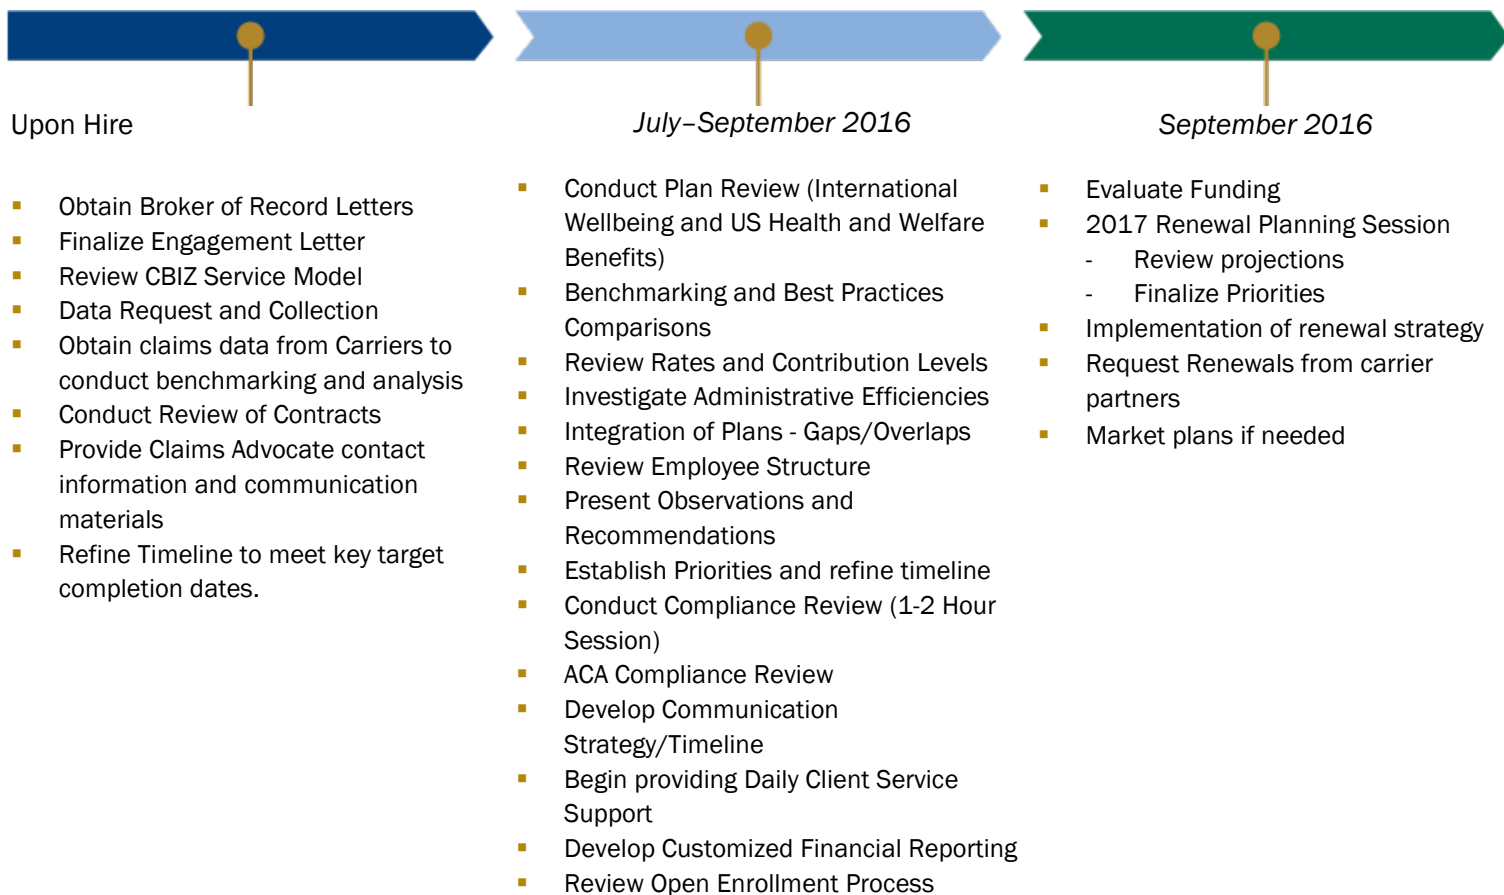 Upon Hire
▪ Obtain Broker of Record Letters
▪ Finalize Engagement Letter
▪ Review CBIZ Service Model
▪ Data Request and Collection
▪ Obtain claims data from Carriers to
conduct benchmarking and analysis
▪ Conduct Review of Contracts
▪ Provide Claims Advocate contact
information and communication
materials
▪ Refine Timeline to meet key target
completion dates.
July–September 2016
▪ Conduct Plan Review (International
Wellbeing and US Health and Welfare
Benefits)
▪ Benchmarking and Best Practices
Comparisons
▪ Review Rates and Contribution Levels
▪ Investigate Administrative Efficiencies
▪ Integration of Plans - Gaps/Overlaps
▪ Review Employee Structure
▪ Present Observations and
Recommendations
▪ Establish Priorities and refine timeline
▪ Conduct Compliance Review (1-2 Hour
Session)
▪ ACA Compliance Review
▪ Develop Communication
Strategy/Timeline
▪ Begin providing Daily Client Service
Support
▪ Develop Customized Financial Reporting
▪ Review Open Enrollment Process
September 2016
▪ Evaluate Funding
▪ 2017 Renewal Planning Session
- Review projections
- Finalize Priorities
▪ Implementation of renewal strategy
▪ Request Renewals from carrier
partners
▪ Market plans if needed